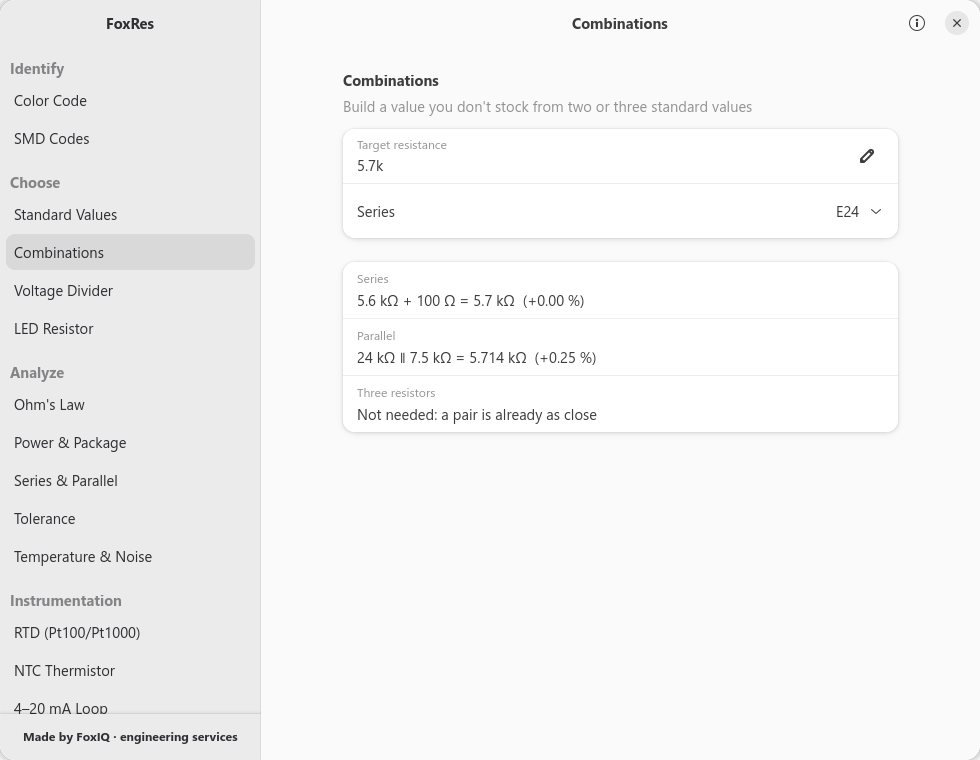 FoxRes
Identify
Color Code
SMD Codes
Choose
Standard Values
Combinations
Voltage Divider
LED Resistor
Analyze
Ohm's Law
Power & Package
Series & Parallel
Tolerance
Temperature & Noise
Instrumentation
RTD (Pt100/Pt1000)
NTC Thermistor
4–20 mA Loop
Made by FoxIQ · engineering services
Combinations
Combinations
Build a value you don't stock from two or three standard values
Target resistance
5.7k
Series E24
Series
5.6 kΩ + 100 Ω = 5.7 kΩ (+0.00 %)
Parallel
24 kΩ ∥ 7.5 kΩ = 5.714 kΩ (+0.25 %)
Three resistors
Not needed: a pair is already as close